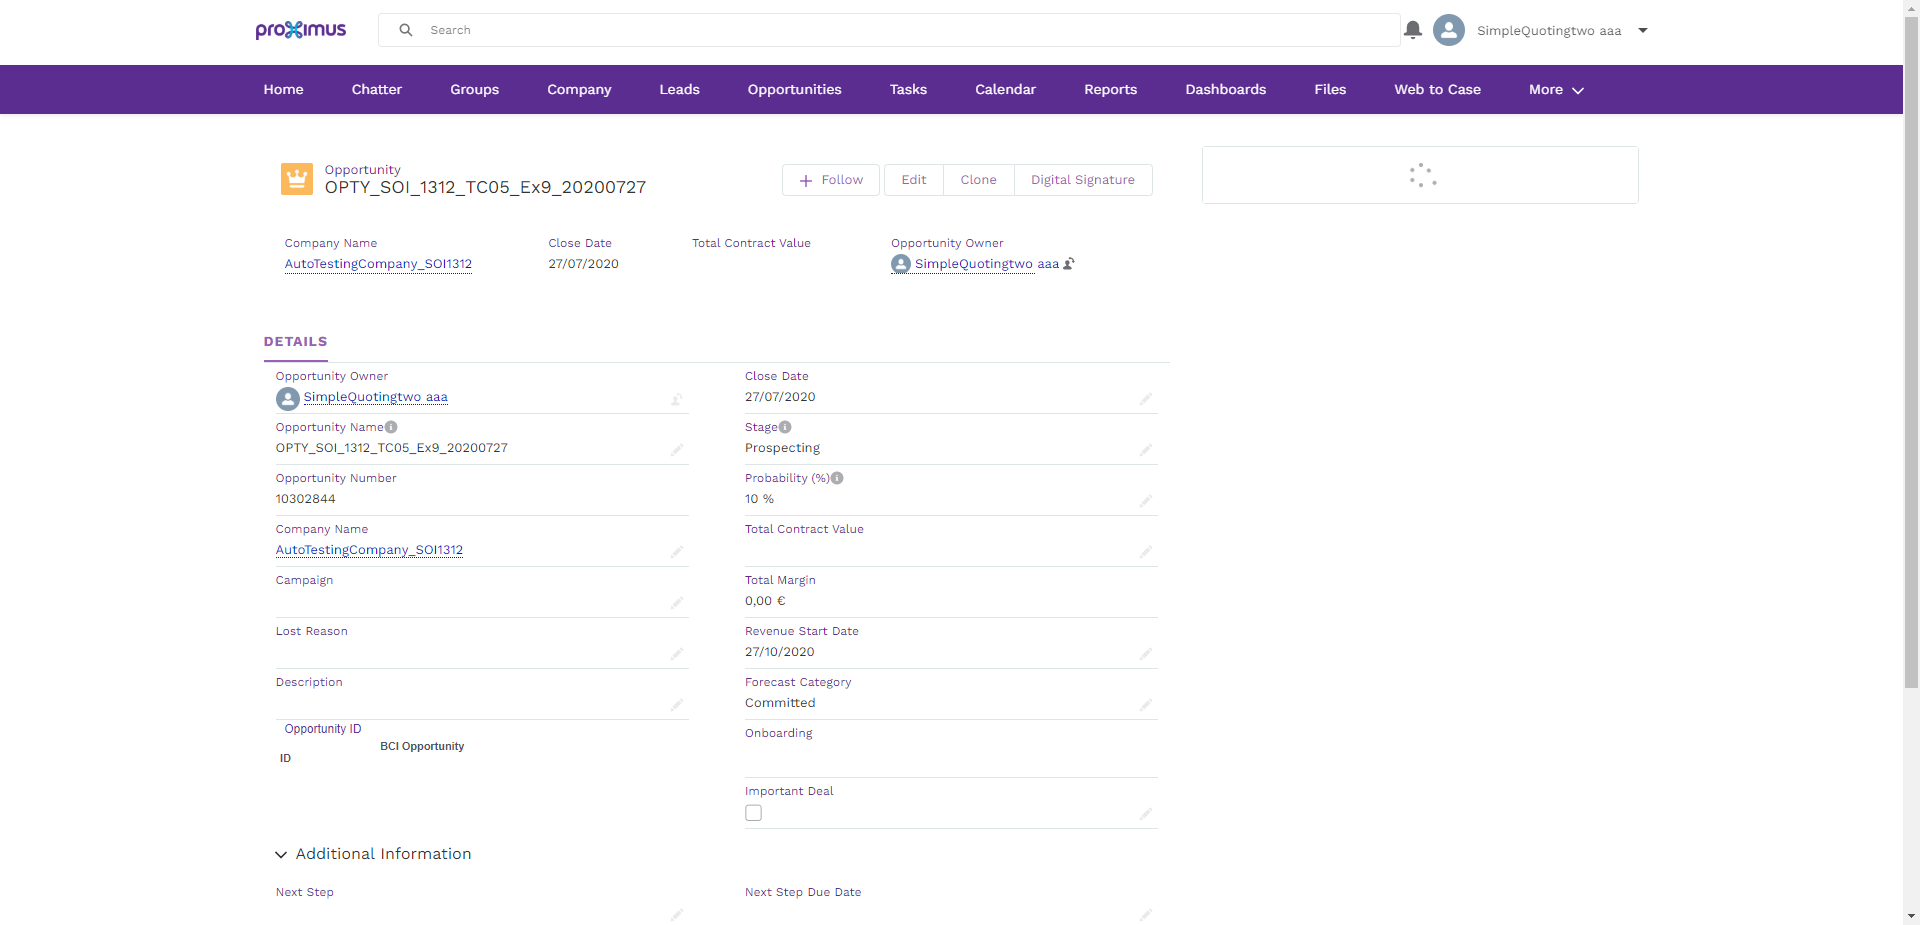 proximus
Search
SimpleQuotingtwo aaa
Home Chatter Groups Company Leads Opportunities Tasks Calendar Reports Dashboards Files Web to Case More
Opportunity
OPTY_SOI_1312_TC05_Ex9_20200727
Follow Edit Clone Digital Signature
Company Name Close Date Total Contract Value Opportunity Owner
AutoTestingCompany_SOI1312 27/07/2020 SimpleQuotingtwo aaa
DETAILS
Opportunity Owner Close Date
SimpleQuotingtwo aaa 27/07/2020
Opportunity Name Stage
OPTY_SOI_1312_TC05_Ex9_20200727 Prospecting
Opportunity Number Probability (%)
10302844 10 %
Company Name Total Contract Value
AutoTestingCompany_SOI1312
Campaign Total Margin
0,00 €
Lost Reason Revenue Start Date
27/10/2020
Description Forecast Category
Committed
Opportunity ID Onboarding
BCI Opportunity
ID
Important Deal
Additional Information
Next Step Next Step Due Date